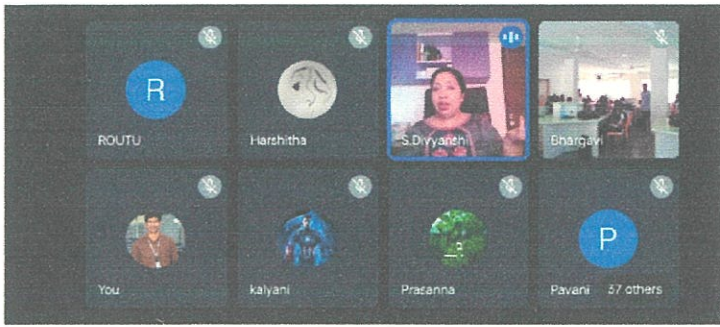 R
ROUTU
Harshitha
S.Divyanshi
Bhargavi
You
kalyani
Prasanna
P
Pavani 37 others